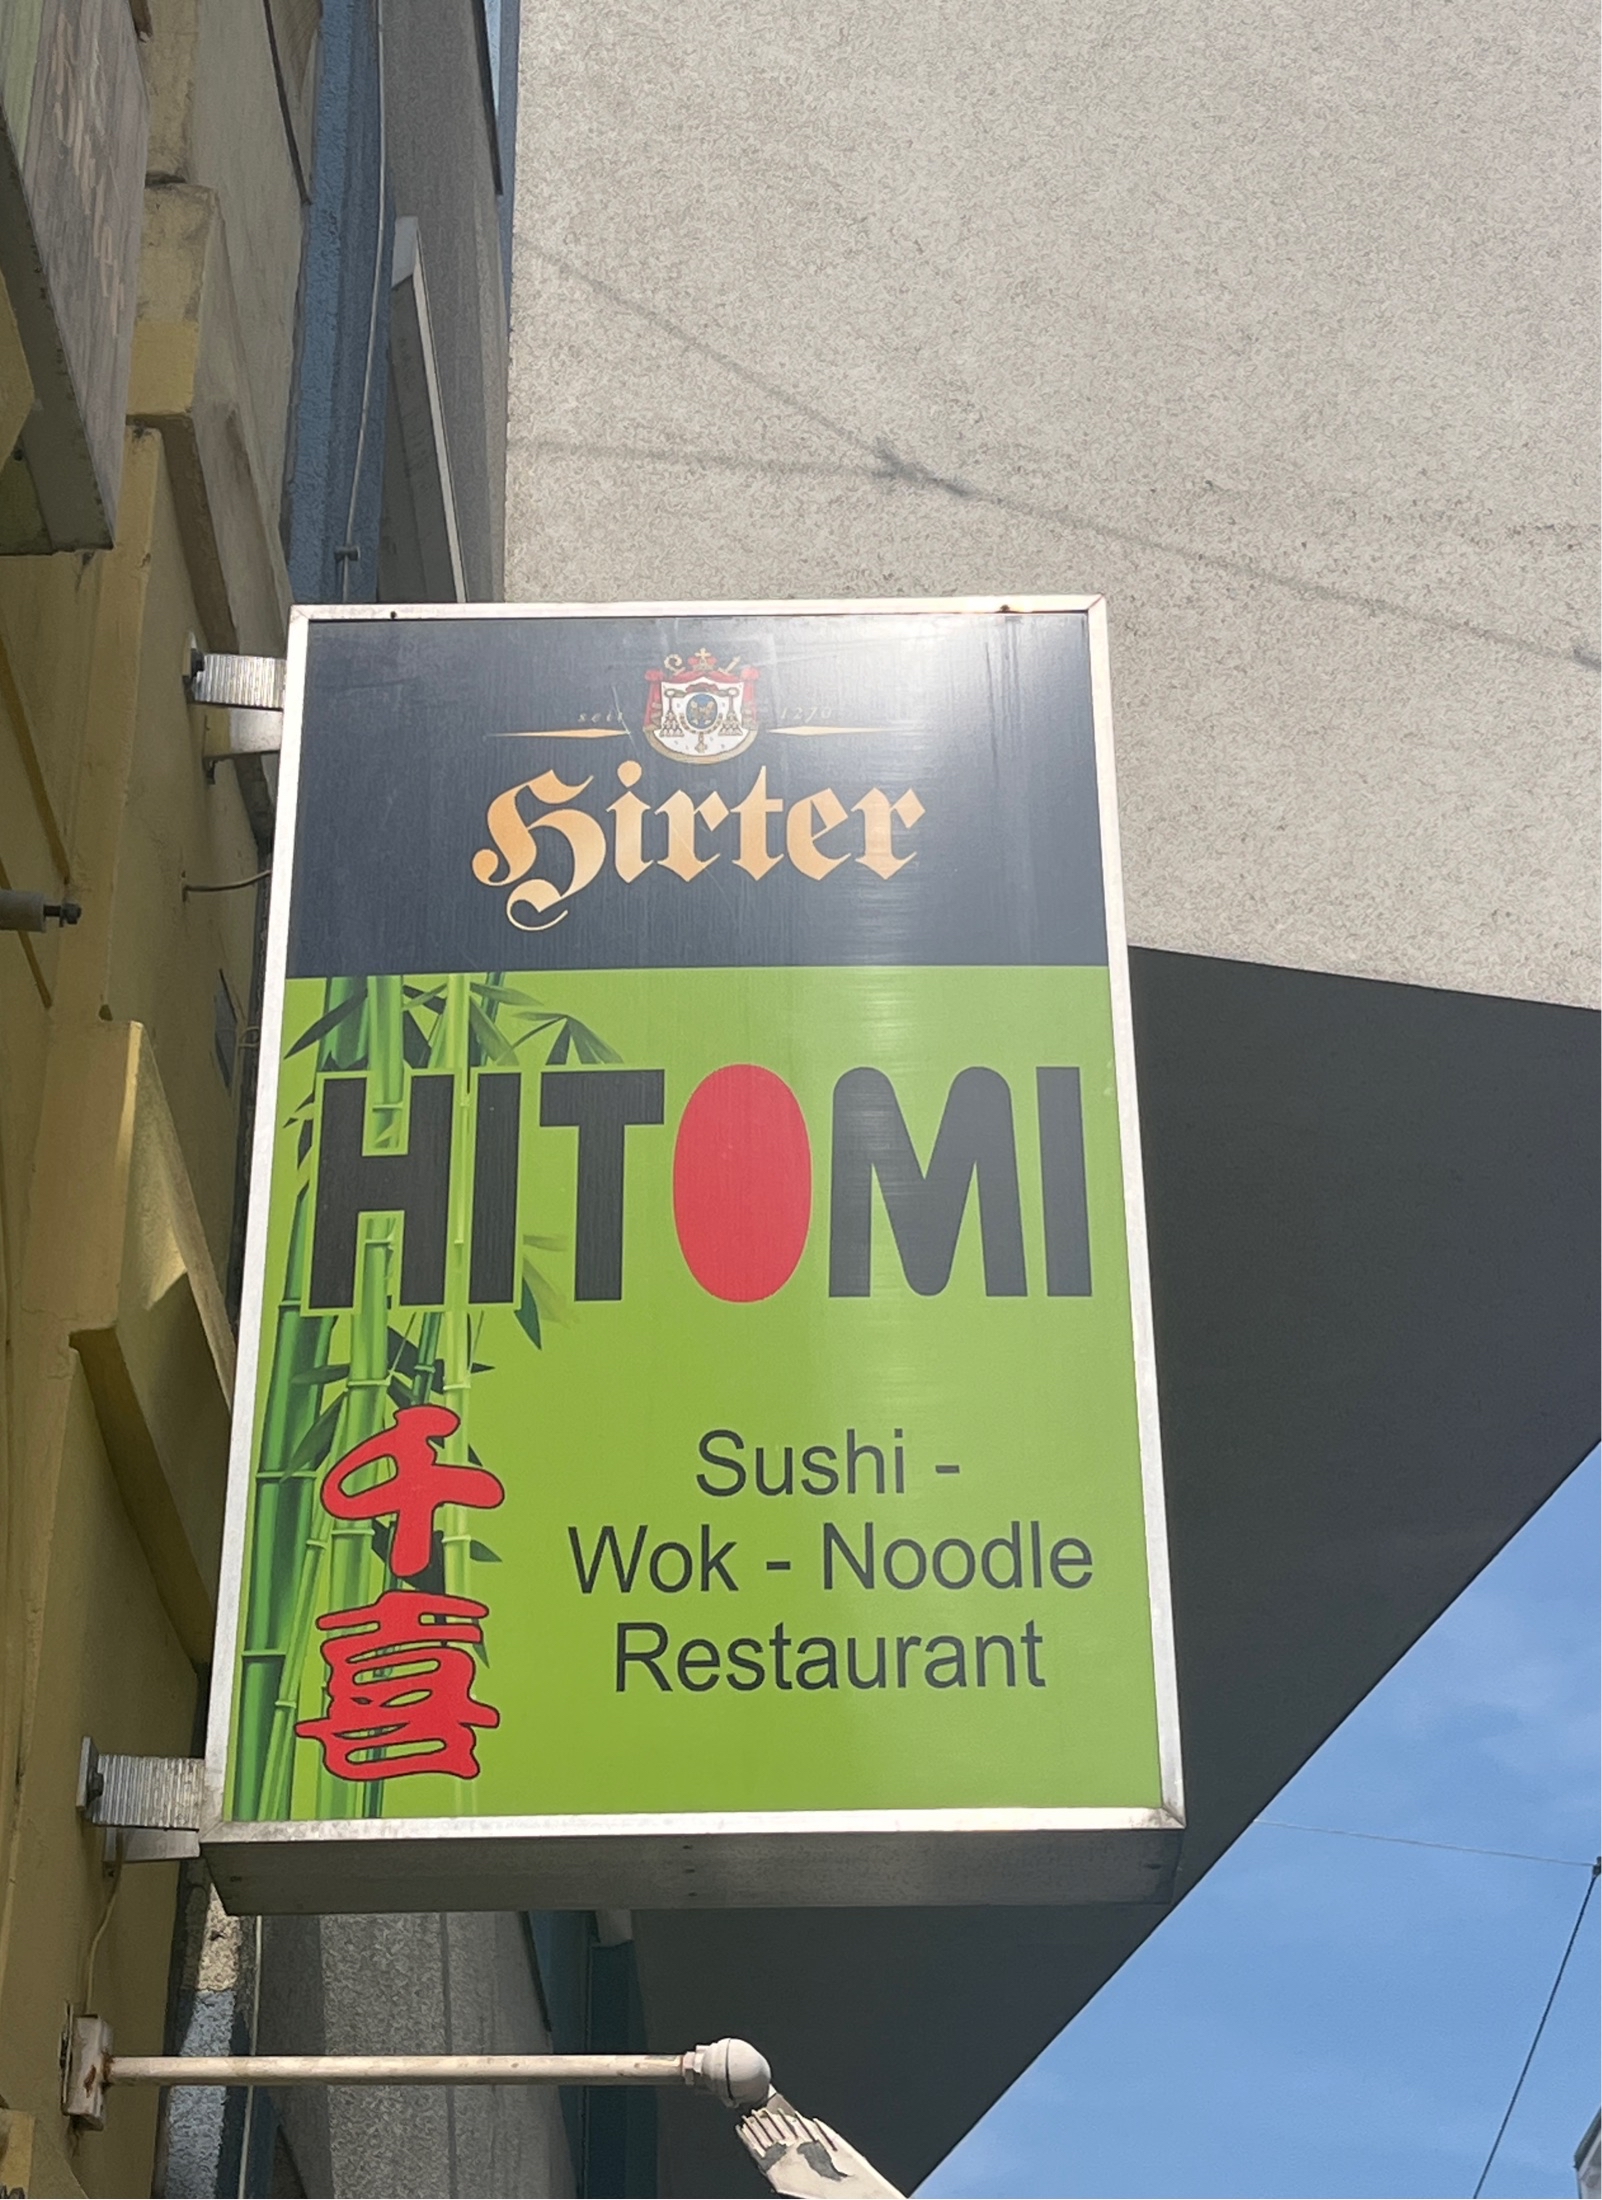 seit 1270
Hirter
HITOMI
千
喜
Sushi -
Wok - Noodle
Restaurant